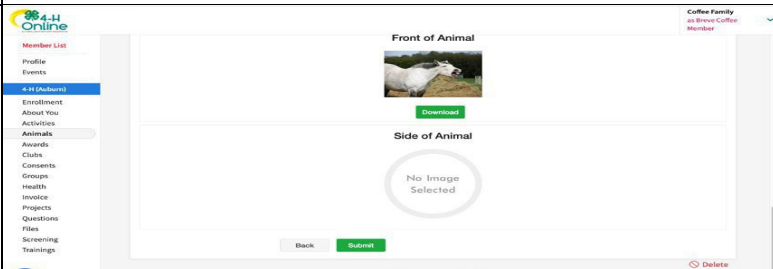 4-H
Online
Coffee Family
as Breve Coffee
Member
Member List
Profile
Events
4-H (Auburn)
Enrollment
About You
Activities
Animals
Awards
Clubs
Consents
Groups
Health
Invoice
Projects
Questions
Files
Screening
Trainings
Front of Animal
Download
Side of Animal
No Image
Selected
Back
Submit
Delete